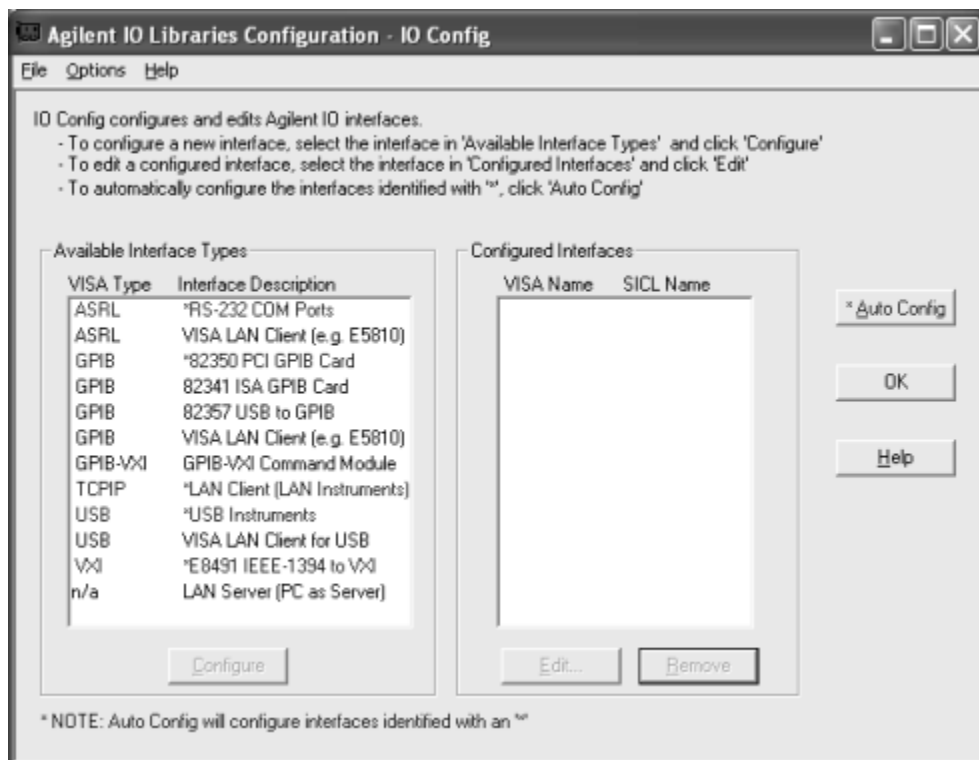 Agilent IO Libraries Configuration - IO Config
File Options Help
IO Config configures and edits Agilent IO interfaces.
- To configure a new interface, select the interface in 'Available Interface Types' and click 'Configure'
- To edit a configured interface, select the interface in 'Configured Interfaces' and click 'Edit'
- To automatically configure the interfaces identified with '*', click 'Auto Config'
Available Interface Types
VISA Type Interface Description
ASRL *RS-232 COM Ports
ASRL VISA LAN Client (e.g. E5810)
GPIB *82350 PCI GPIB Card
GPIB 82341 ISA GPIB Card
GPIB 82357 USB to GPIB
GPIB VISA LAN Client (e.g. E5810)
GPIB-VXI GPIB-VXI Command Module
TCPIP *LAN Client (LAN Instruments)
USB *USB Instruments
USB VISA LAN Client for USB
VXI *E8491 IEEE-1394 to VXI
n/a LAN Server (PC as Server)
Configure
Configured Interfaces
VISA Name SICL Name
Edit... Remove
* Auto Config
OK
Help
* NOTE: Auto Config will configure interfaces identified with an '*'